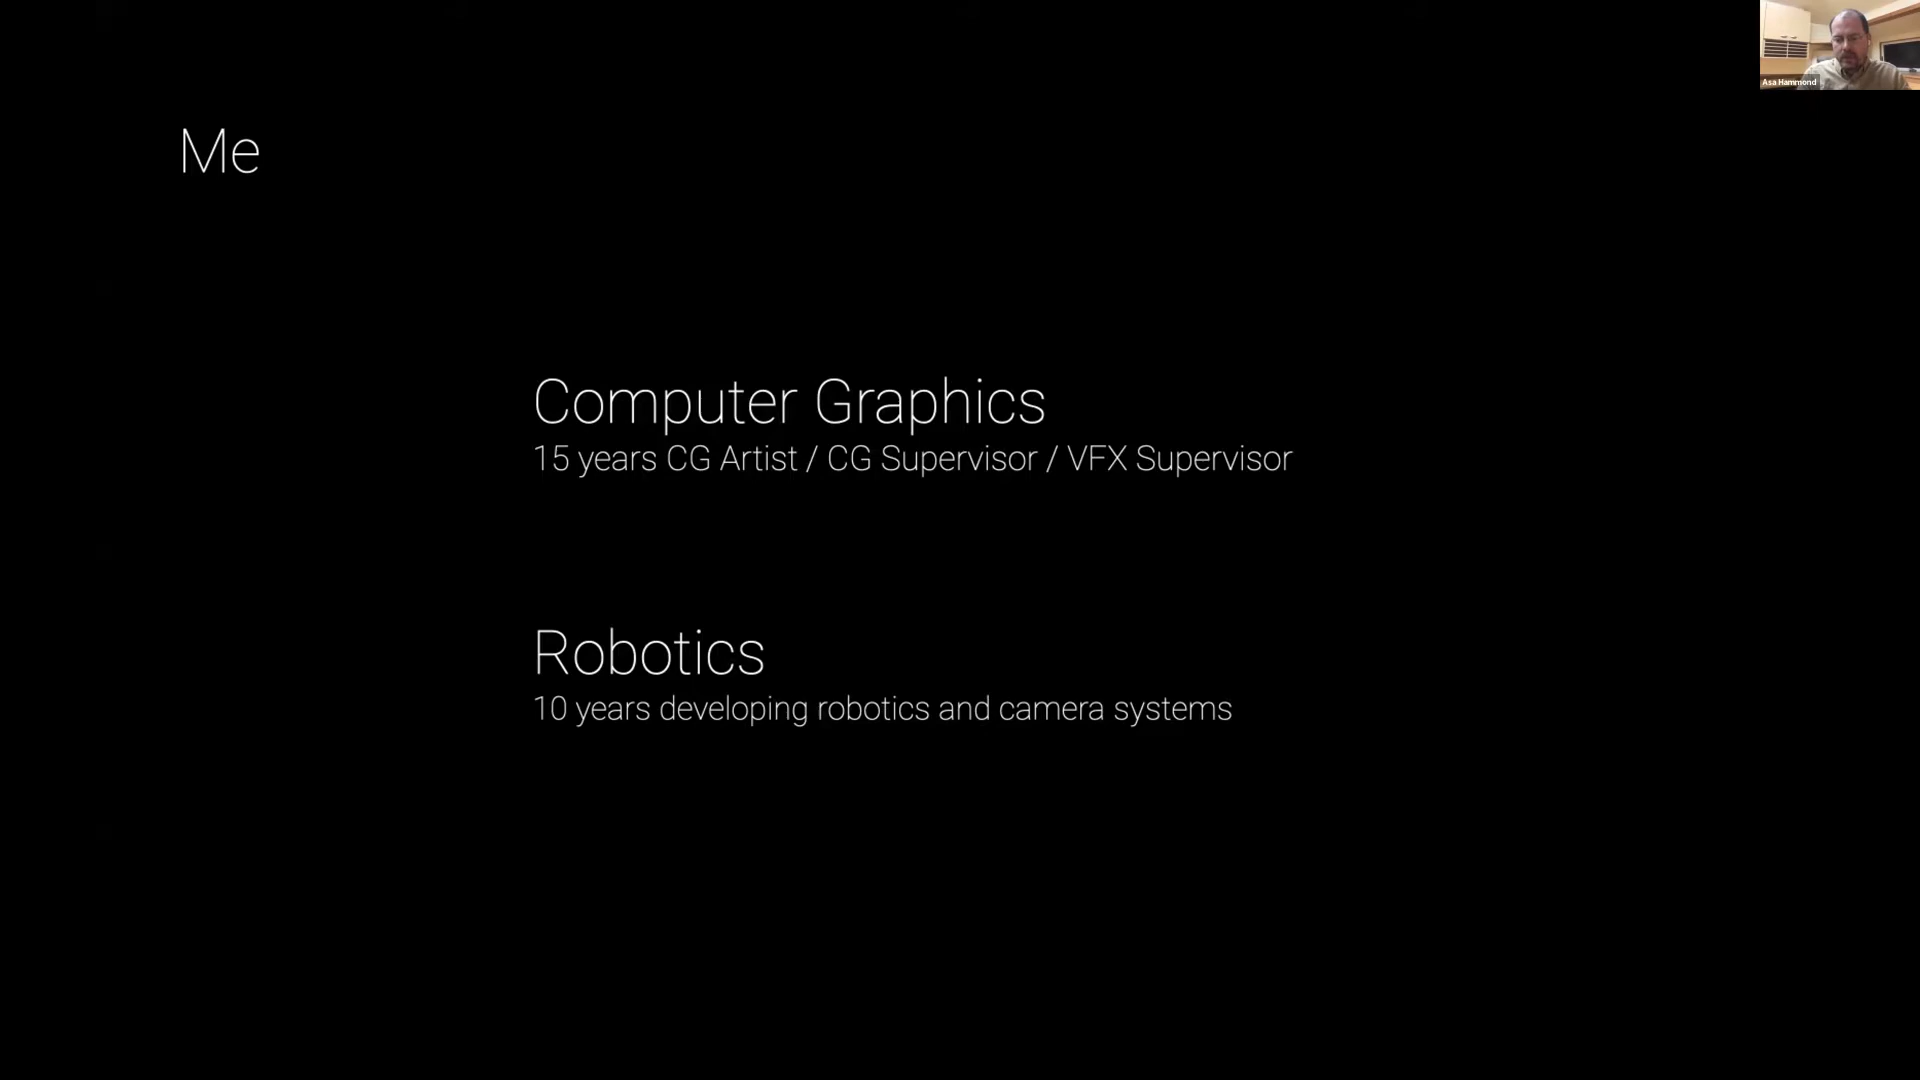 Me
Asa Hammond
Computer Graphics
15 years CG Artist / CG Supervisor / VFX Supervisor
Robotics
10 years developing robotics and camera systems